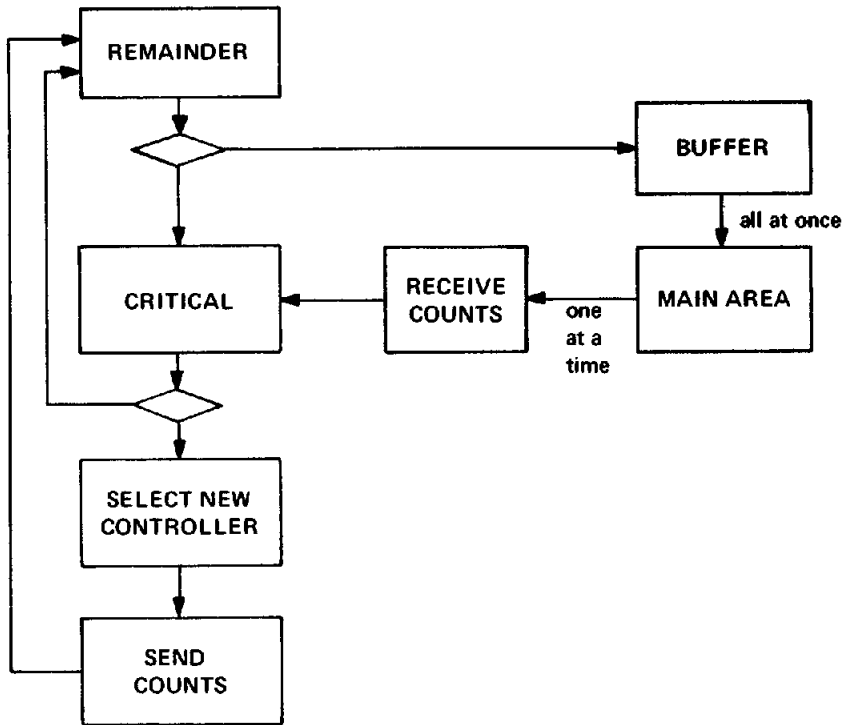 REMAINDER
BUFFER
all at once
CRITICAL
RECEIVE
COUNTS
one
at a
time
MAIN AREA
SELECT NEW
CONTROLLER
SEND
COUNTS